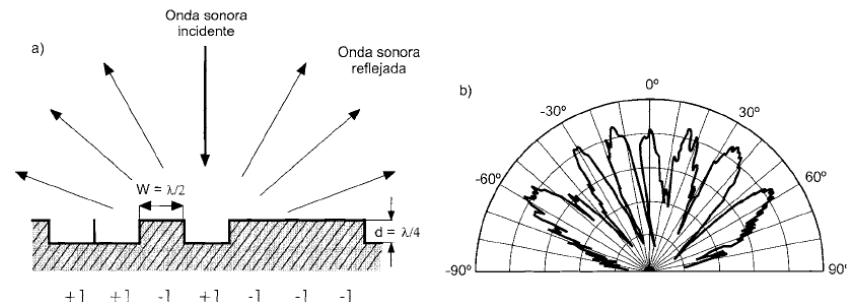 a)
Onda sonora
incidente
Onda sonora
reflejada
W = λ/2
d = λ/4
+1 +1 -1 +1 -1 -1 -1
b)
0º
-30º
30º
-60º
60º
-90º
90º